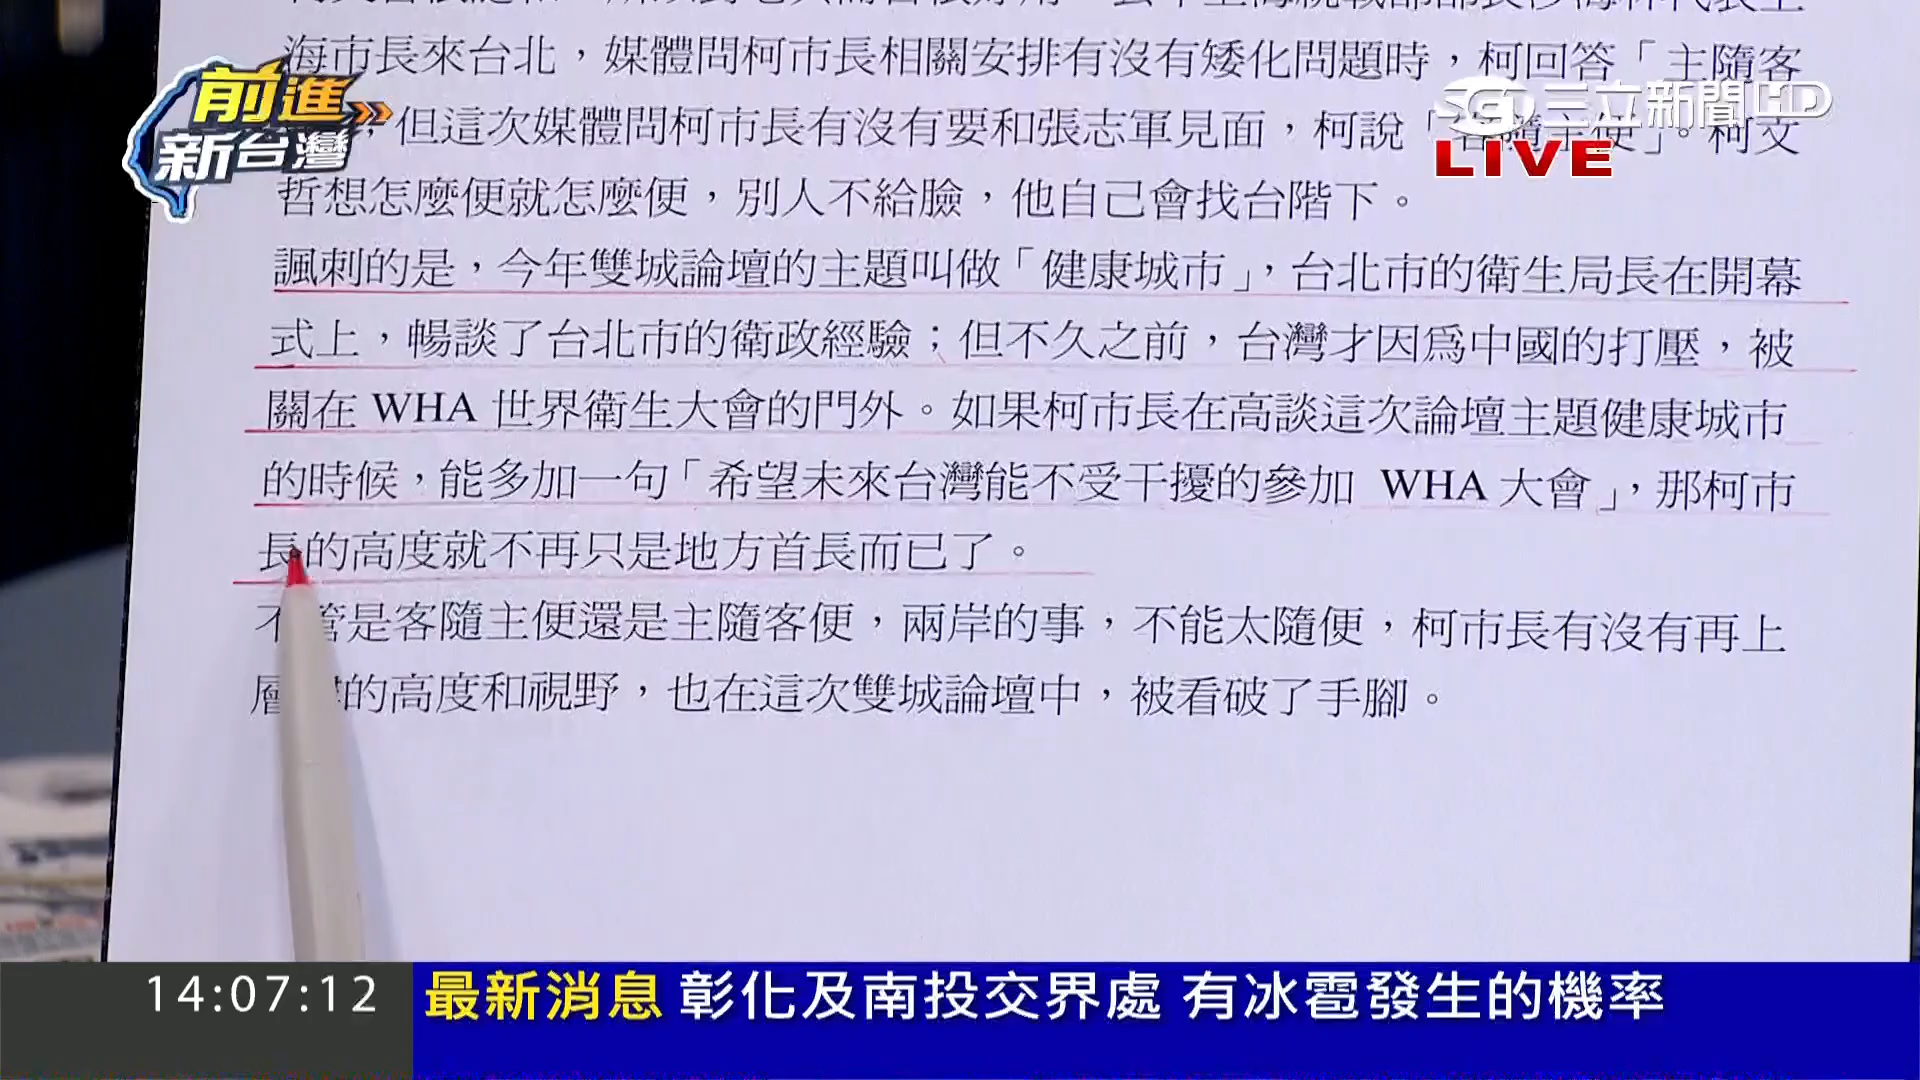 海市長來台北，媒體問柯市長相關安排有沒有矮化問題時，柯回答「主隨客
，但這次媒體問柯市長有沒有要和張志軍見面，柯說「客隨主便」。柯文
哲想怎麼便就怎麼便，別人不給臉，他自己會找台階下。
諷刺的是，今年雙城論壇的主題叫做「健康城市」，台北市的衛生局長在開幕
式上，暢談了台北市的衛政經驗；但不久之前，台灣才因為中國的打壓，被
關在 WHA 世界衛生大會的門外。如果柯市長在高談這次論壇主題健康城市
的時候，能多加一句「希望未來台灣能不受干擾的參加 WHA 大會」，那柯市
長的高度就不再只是地方首長而已了。
不管是客隨主便還是主隨客便，兩岸的事，不能太隨便，柯市長有沒有再上
層的高度和視野，也在這次雙城論壇中，被看破了手腳。
前進
新台灣
三立新聞HD
LIVE
14:07:12
最新消息 彰化及南投交界處 有冰雹發生的機率